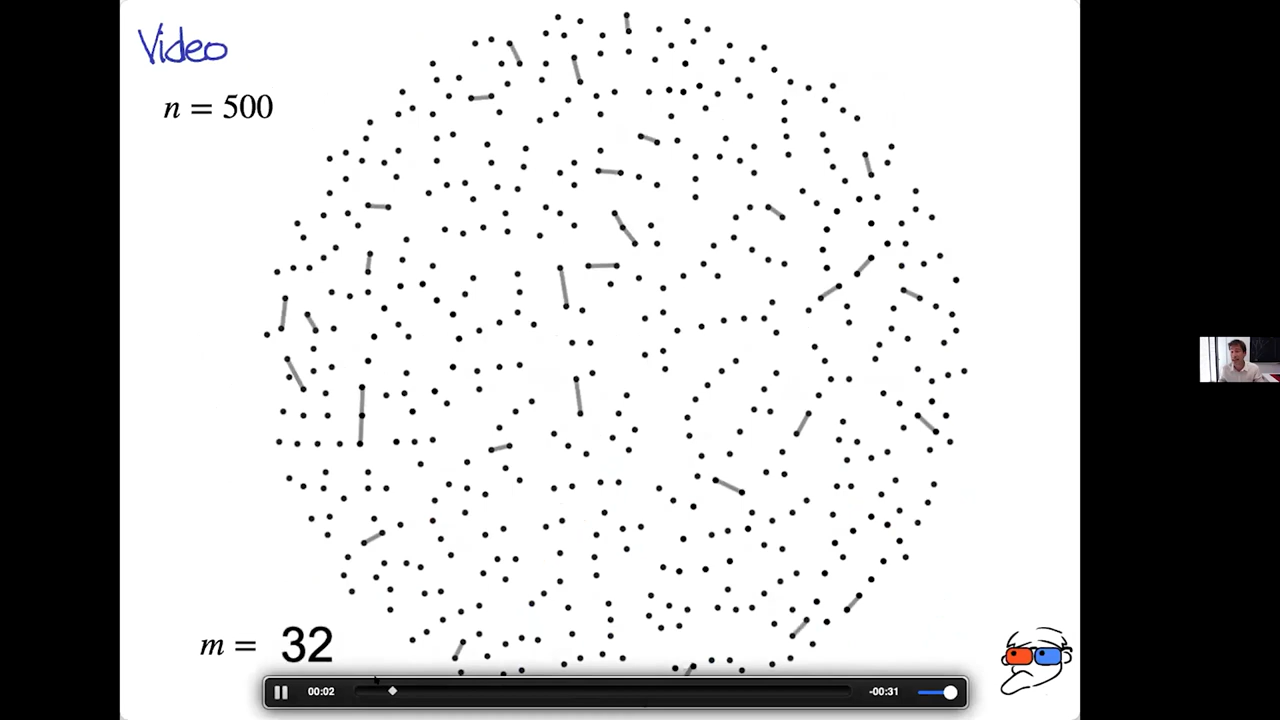 Video
n = 500
m = 32
00:02
-00:31